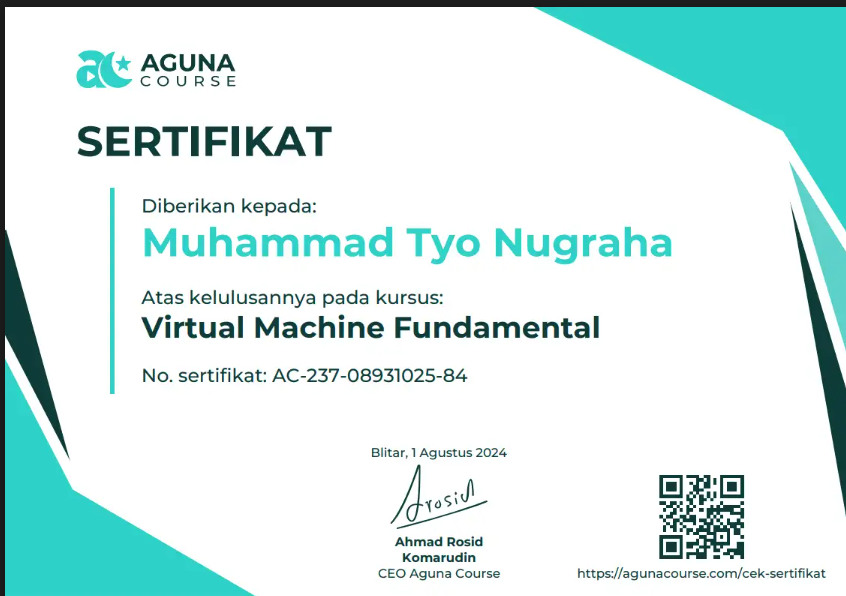 ac
AGUNA
COURSE
SERTIFIKAT
Diberikan kepada:
Muhammad Tyo Nugraha
Atas kelulusannya pada kursus:
Virtual Machine Fundamental
No. sertifikat: AC-237-08931025-84
Blitar, 1 Agustus 2024
Arosid
Ahmad Rosid
Komarudin
CEO Aguna Course
https://agunacourse.com/cek-sertifikat